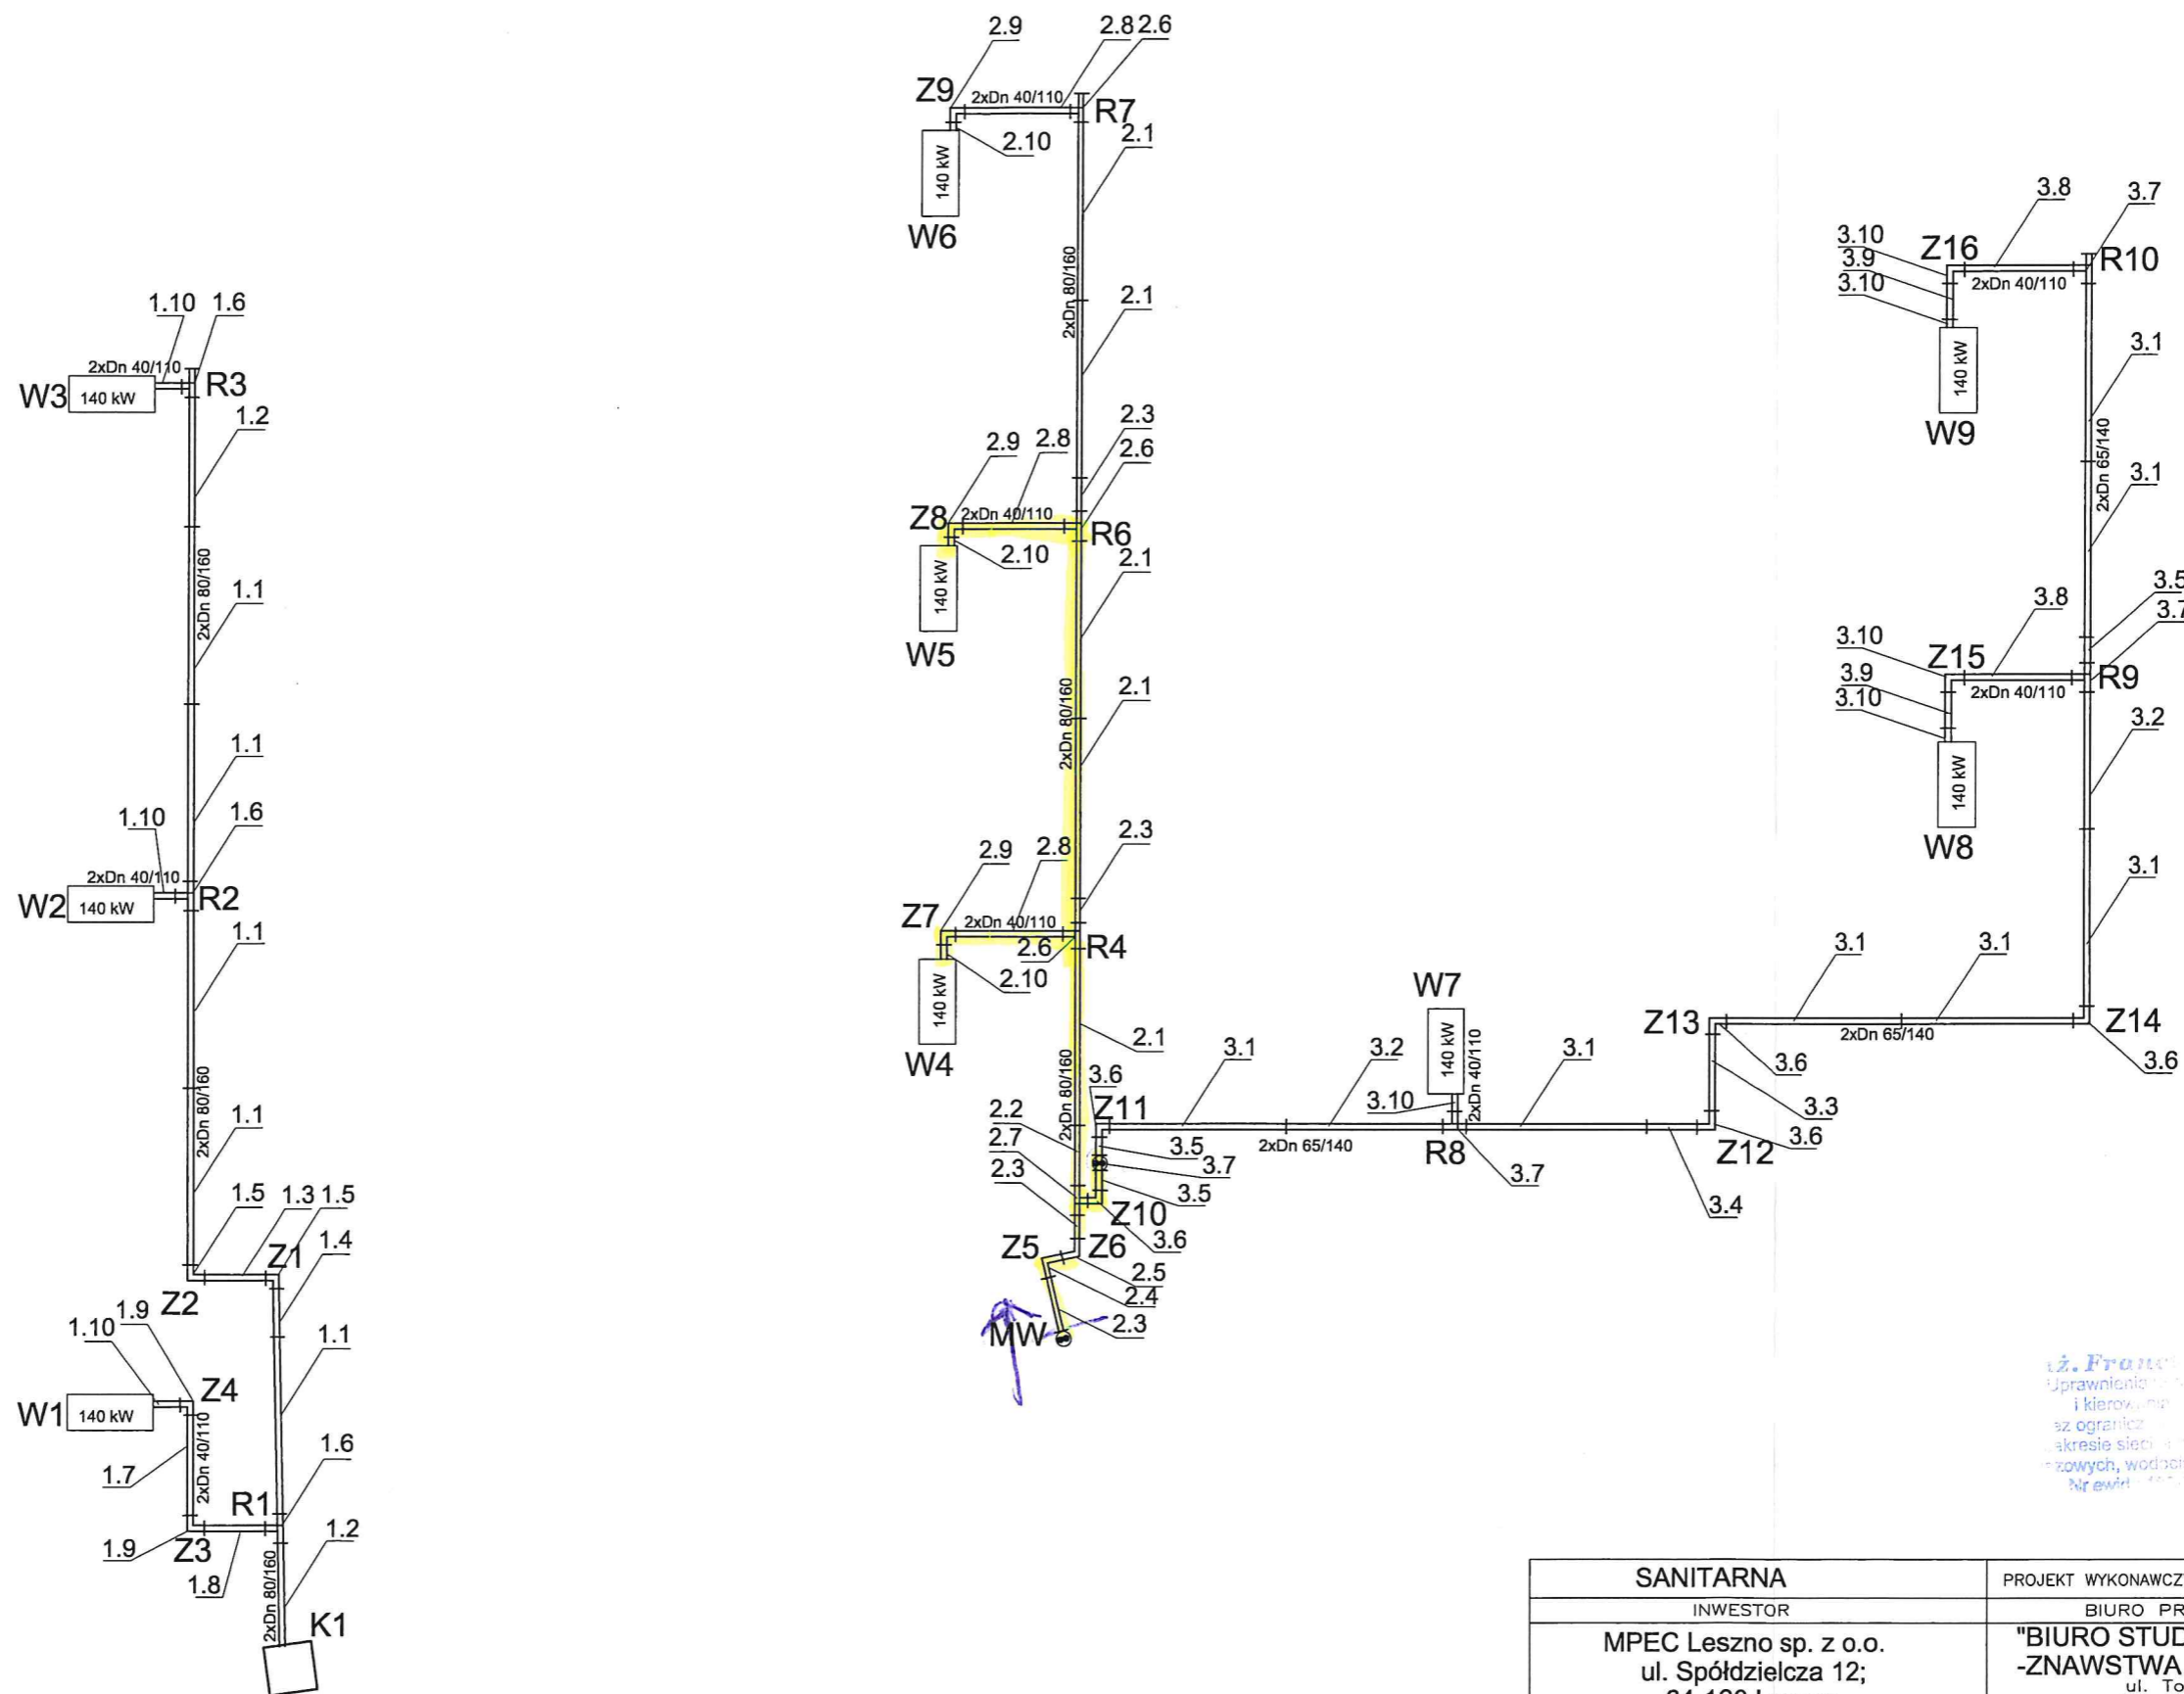 2.9
2.8
2.6
Z9
2xDn 40/110
R7
2.10
2.1
140 kW
W6
2xDn 80/160
2.1
2.3
2.9
2.8
2.6
Z8
2xDn 40/110
R6
2.10
2.1
140 kW
W5
2.1
2xDn 80/160
2.3
2.9
2.8
Z7
2xDn 40/110
2.6
R4
2.10
140 kW
W4
2.1
2xDn 80/160
2.2
2.7
2.3
Z5
Z6
2.5
2.4
2.3
MW
1.10
1.6
2xDn 40/110
W3
140 kW
R3
1.2
2xDn 80/160
1.1
1.1
1.10
1.6
2xDn 40/110
W2
140 kW
R2
1.1
2xDn 80/160
1.1
1.5
1.3
1.5
Z1
1.4
Z2
1.9
1.10
1.1
Z4
W1
140 kW
2xDn 40/110
1.6
1.7
R1
1.9
Z3
1.8
1.2
2xDn 80/160
K1
3.6
Z11
3.1
3.2
3.5
3.7
3.5
Z10
3.6
2xDn 65/140
W7
140 kW
2xDn 40/110
3.10
R8
3.7
3.1
Z13
3.6
3.3
3.6
Z12
3.4
3.1
3.1
2xDn 65/140
Z14
3.6
3.8
3.7
3.10
3.9
3.10
Z16
R10
2xDn 40/110
140 kW
W9
3.1
2xDn 65/140
3.1
3.5
3.7
3.8
3.10
3.9
3.10
Z15
R9
2xDn 40/110
140 kW
W8
3.2
3.1
SANITARNA
PROJEKT WYKONAWCZ
INWESTOR
BIURO PR
MPEC Leszno sp. z o.o.
"BIURO STUD
ul. Spółdzielcza 12;
-ZNAWSTWA
ul. To